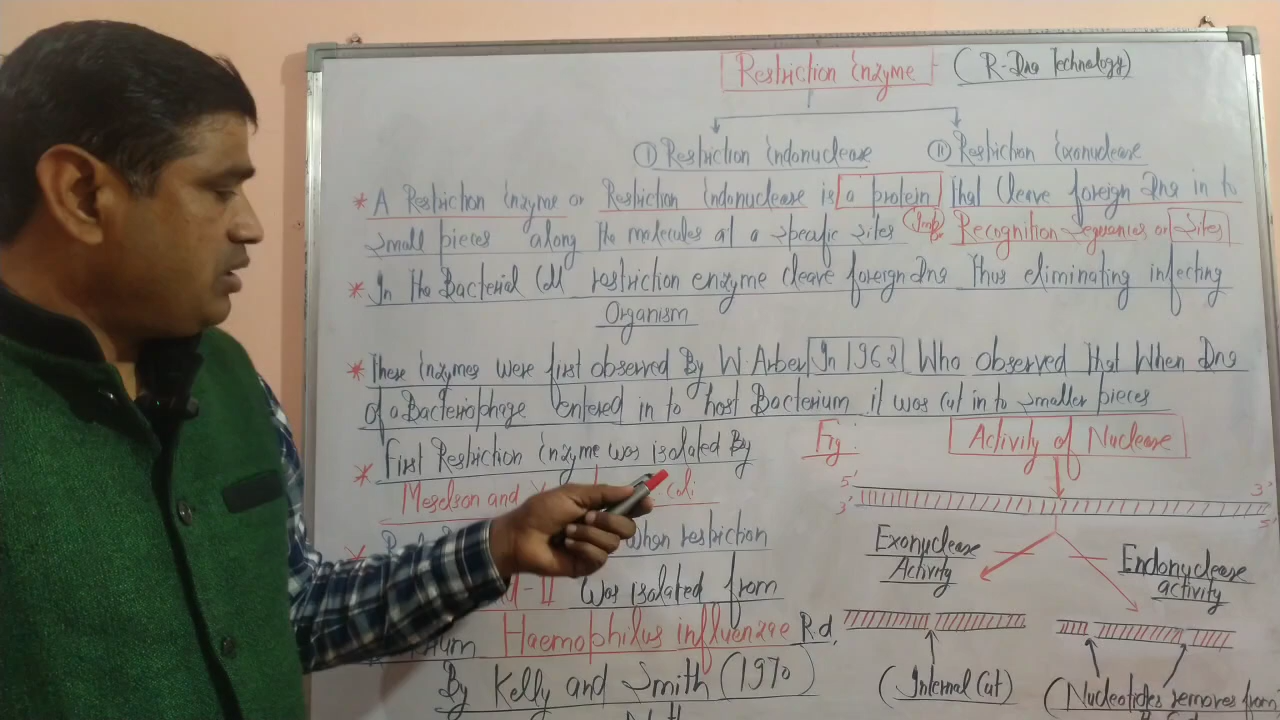 Restriction Enzyme (R-Dna Technology)
I Restriction Endonuclease II Restriction Exonuclease
* A Restriction Enzyme or Restriction Endonuclease is a protein that Cleave foreign Dna in to
small pieces along the molecules at a specific sites Recognition sequences or sites
* In the Bacterial Cell restriction enzyme cleave foreign Dna Thus eliminating infecting
Organism
* These Enzymes were first observed By W. Arber In 1962 Who observed That When Dna
of a Bacteriophage entered in to host Bacterium it was Cut in to smaller pieces
* First Restriction Enzyme was isolated By
Meselson and coli
When restriction
d-II Was isolated from
Haemophilus influenzae Rd,
By Kelly and Smith (1970)
Fig:
Activity of Nuclease
5' 3'
3' 5'
Exonuclease
Activity
Endonuclease
activity
(Internal Cut)
(Nucleotides removes from